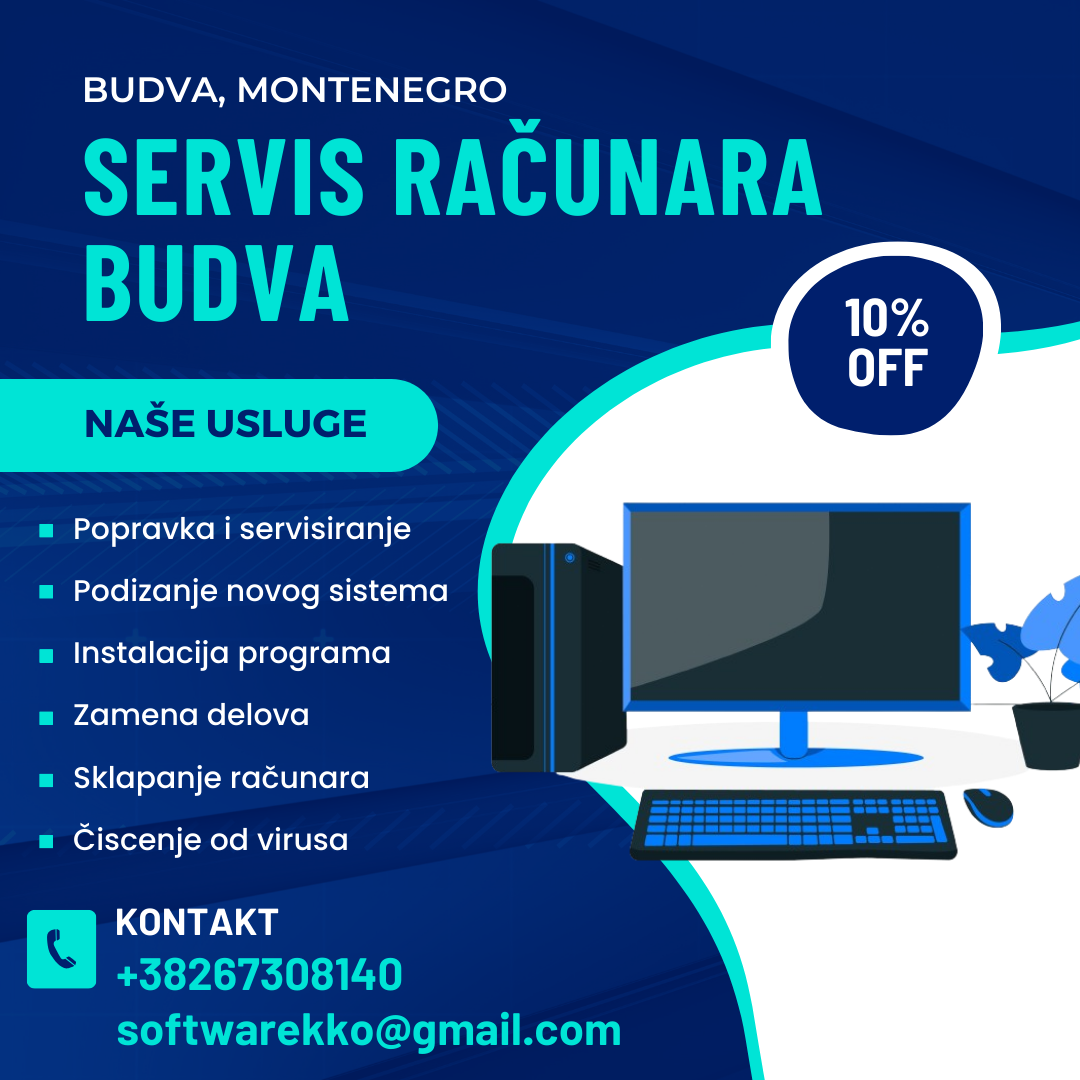 BUDVA, MONTENEGRO
SERVIS RAČUNARA
BUDVA
10%
OFF
NAŠE USLUGE
Popravka i servisiranje
Podizanje novog sistema
Instalacija programa
Zamena delova
Sklapanje računara
Čiscenje od virusa
KONTAKT
+38267308140
softwarekko@gmail.com